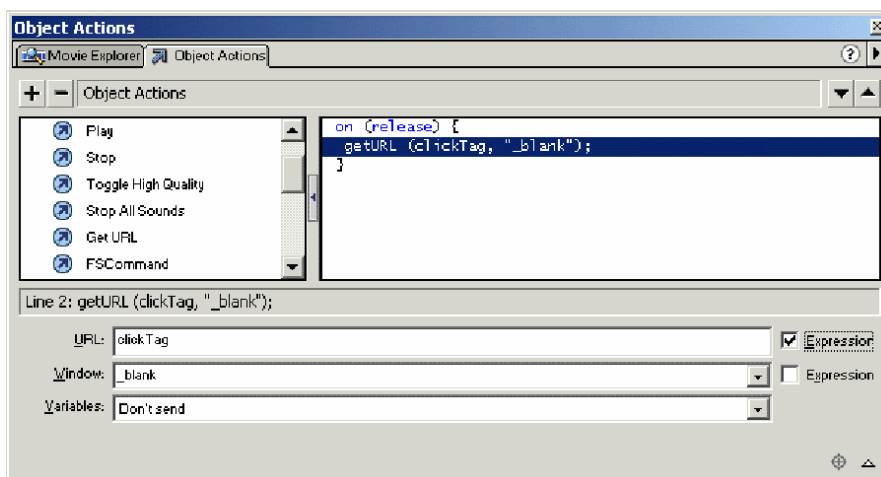 Object Actions
Movie Explorer Object Actions
Object Actions
Play
Stop
Toggle High Quality
Stop All Sounds
Get URL
FSCommand
on (release) {
getURL (clickTag, "_blank");
}
Line 2: getURL (clickTag, "_blank");
URL: clickTag Expression
Window: _blank Expression
Variables: Don't send